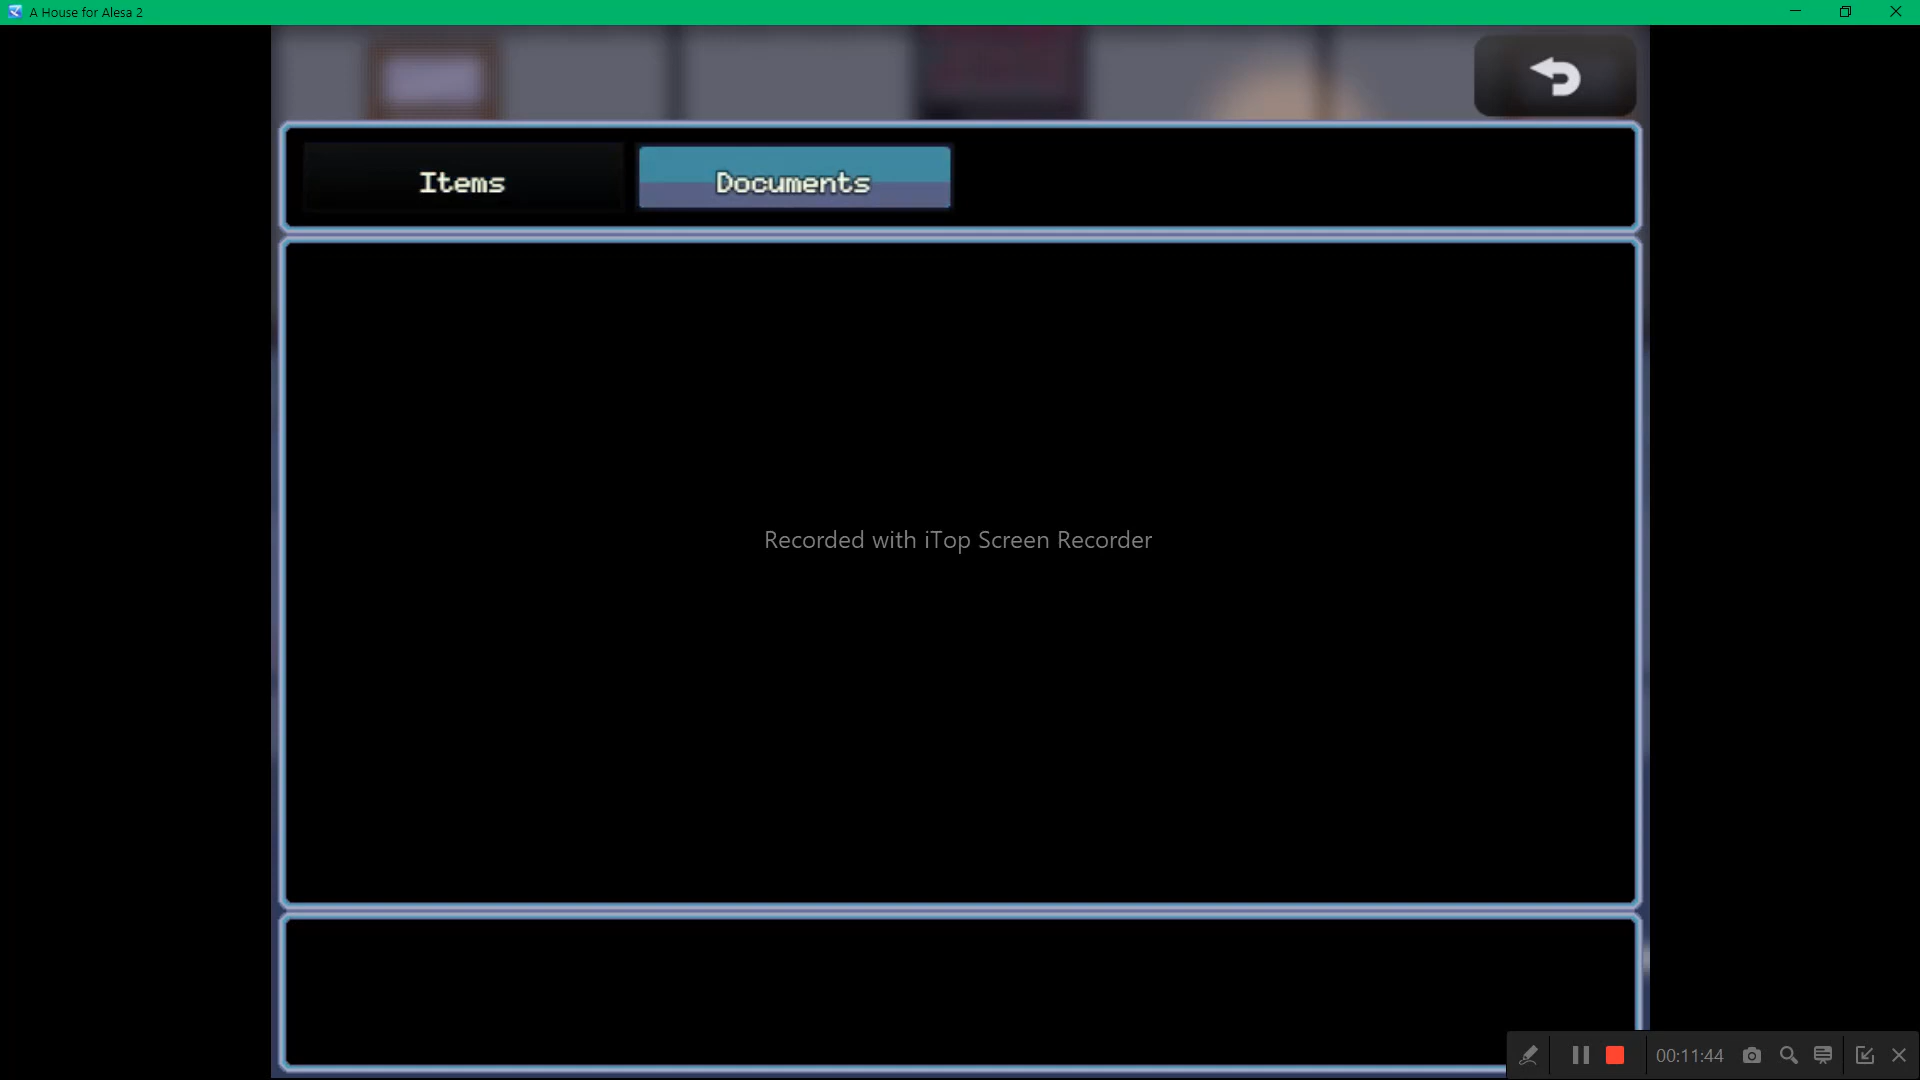 A House for Alesa 2
Items
Documents
Recorded with iTop Screen Recorder
00:11:44